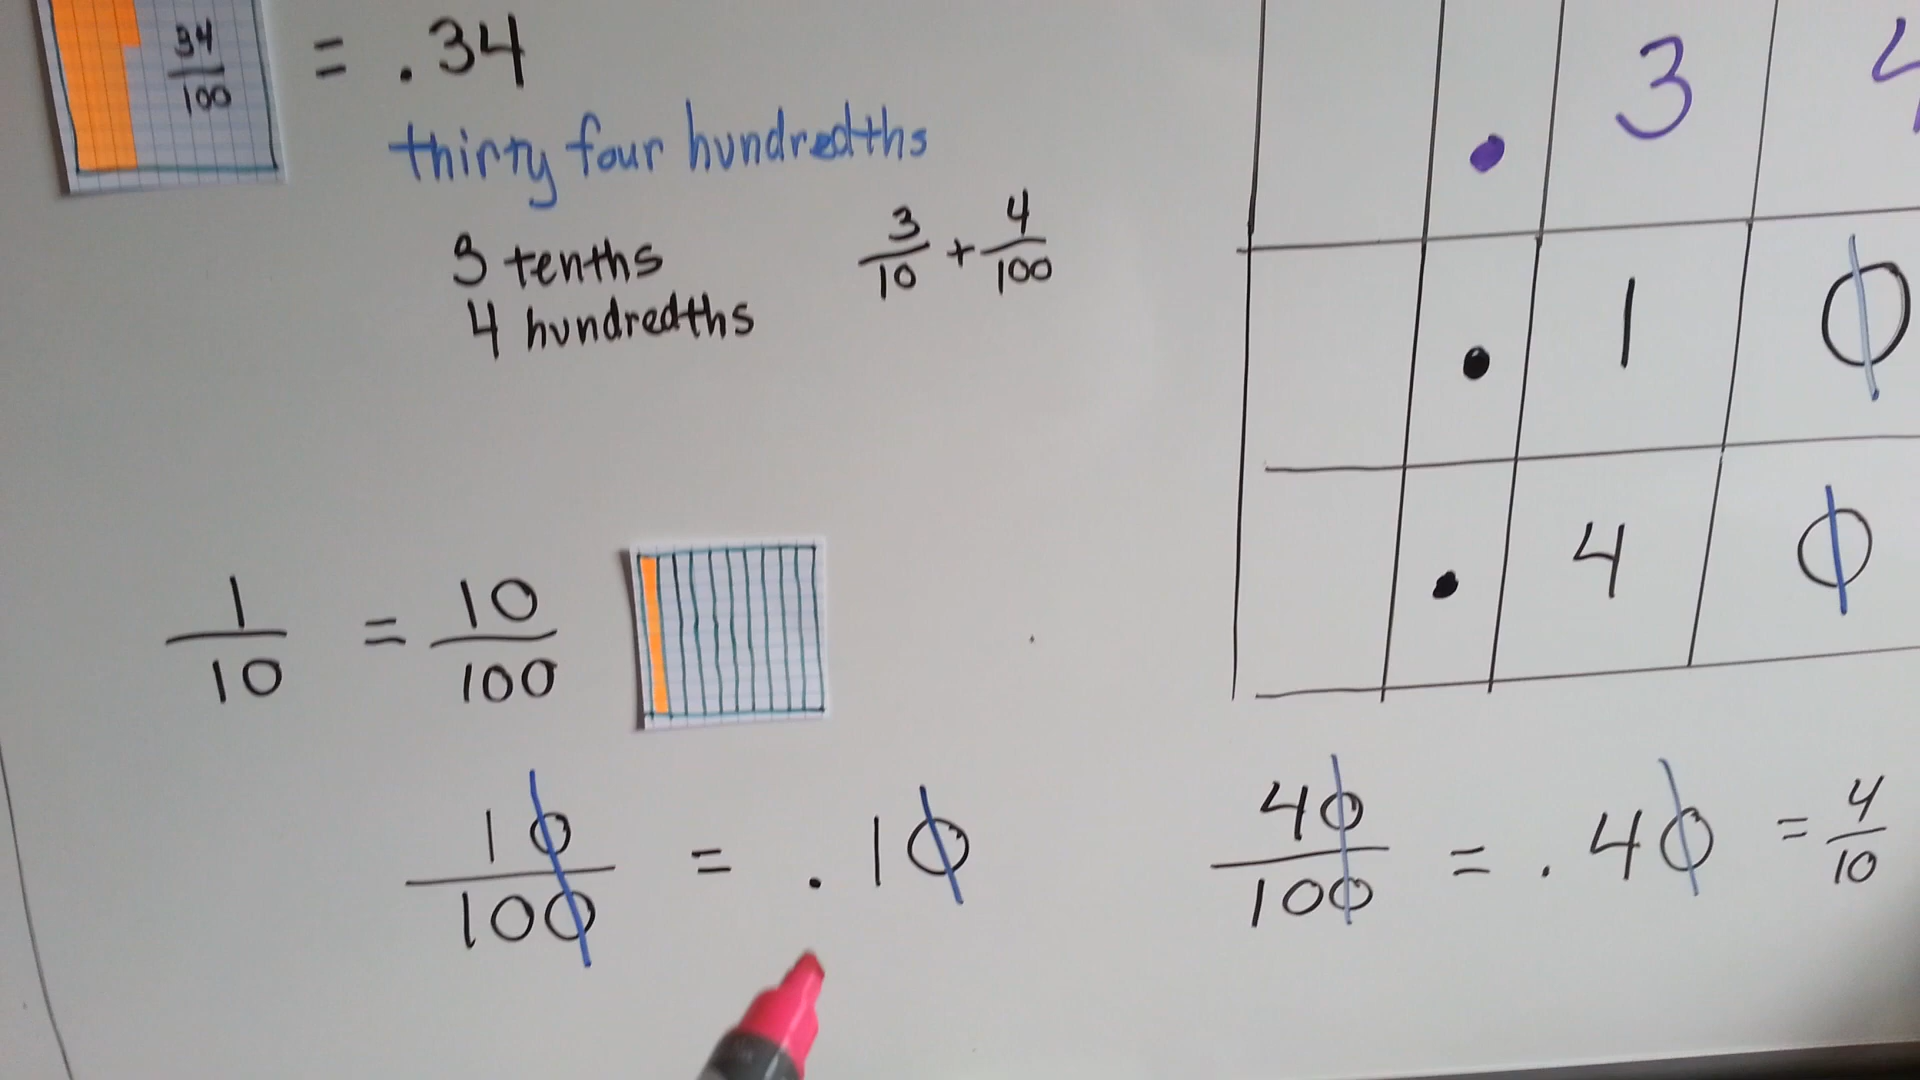 34/100 = .34
thirty four hundredths
3 tenths
4 hundredths
3/10 + 4/100
1/10 = 10/100
10/100 = .10
. 3 4
. 1 0
. 4 0
40/100 = .40 = 4/10